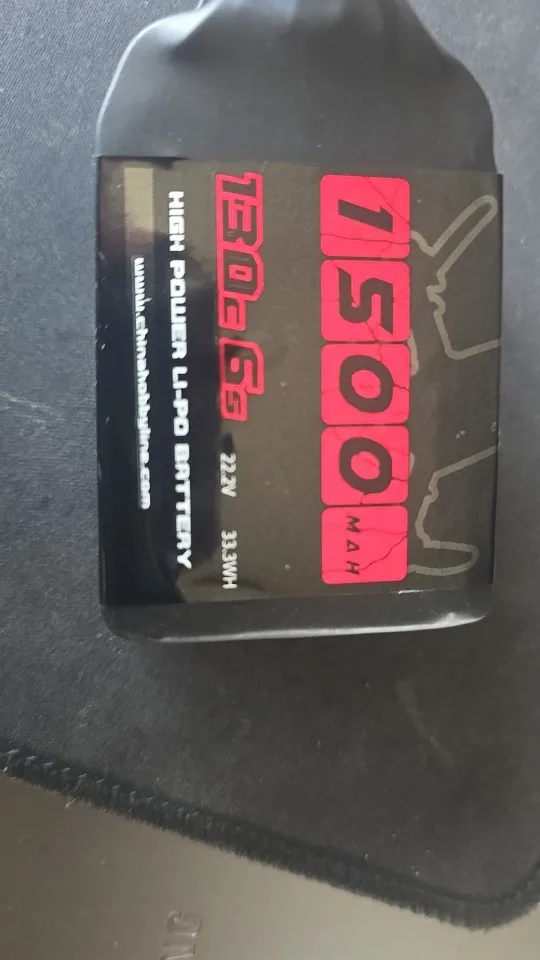 1500 MAH
130c 6s
22.2V 33.3WH
HIGH POWER LI-PO BATTERY
www.chinahobbyline.com